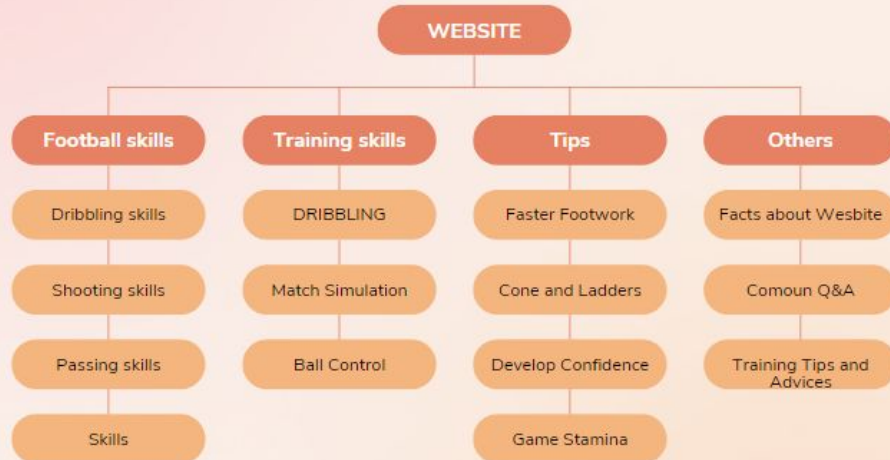 WEBSITE
Football skills
Dribbling skills
Shooting skills
Passing skills
Skills
Training skills
DRIBBLING
Match Simulation
Ball Control
Tips
Faster Footwork
Cone and Ladders
Develop Confidence
Game Stamina
Others
Facts about Wesbite
Comoun Q&A
Training Tips and
Advices